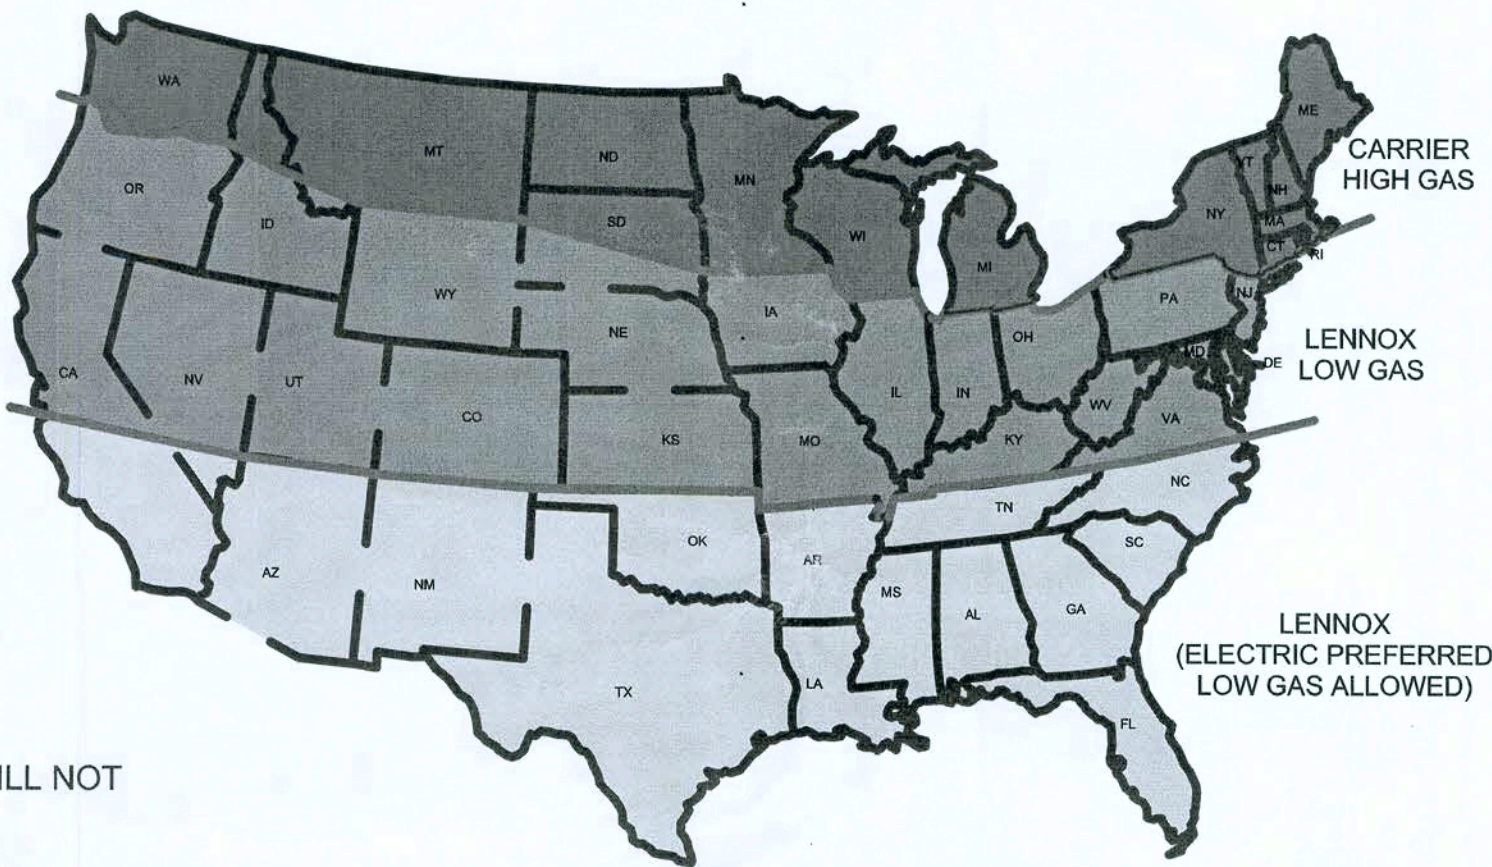 WA
MT
ND
MN
OR
ID
SD
WI
MI
NY
VT
NH
ME
MA
CT
RI
CARRIER
HIGH GAS
WY
NE
IA
PA
NJ
OH
MD
DE
LENNOX
LOW GAS
CA
NV
UT
CO
KS
MO
IL
IN
KY
WV
VA
NC
TN
SC
OK
AR
AZ
NM
MS
AL
GA
TX
LA
FL
LENNOX
(ELECTRIC PREFERRED
LOW GAS ALLOWED)
ILL NOT